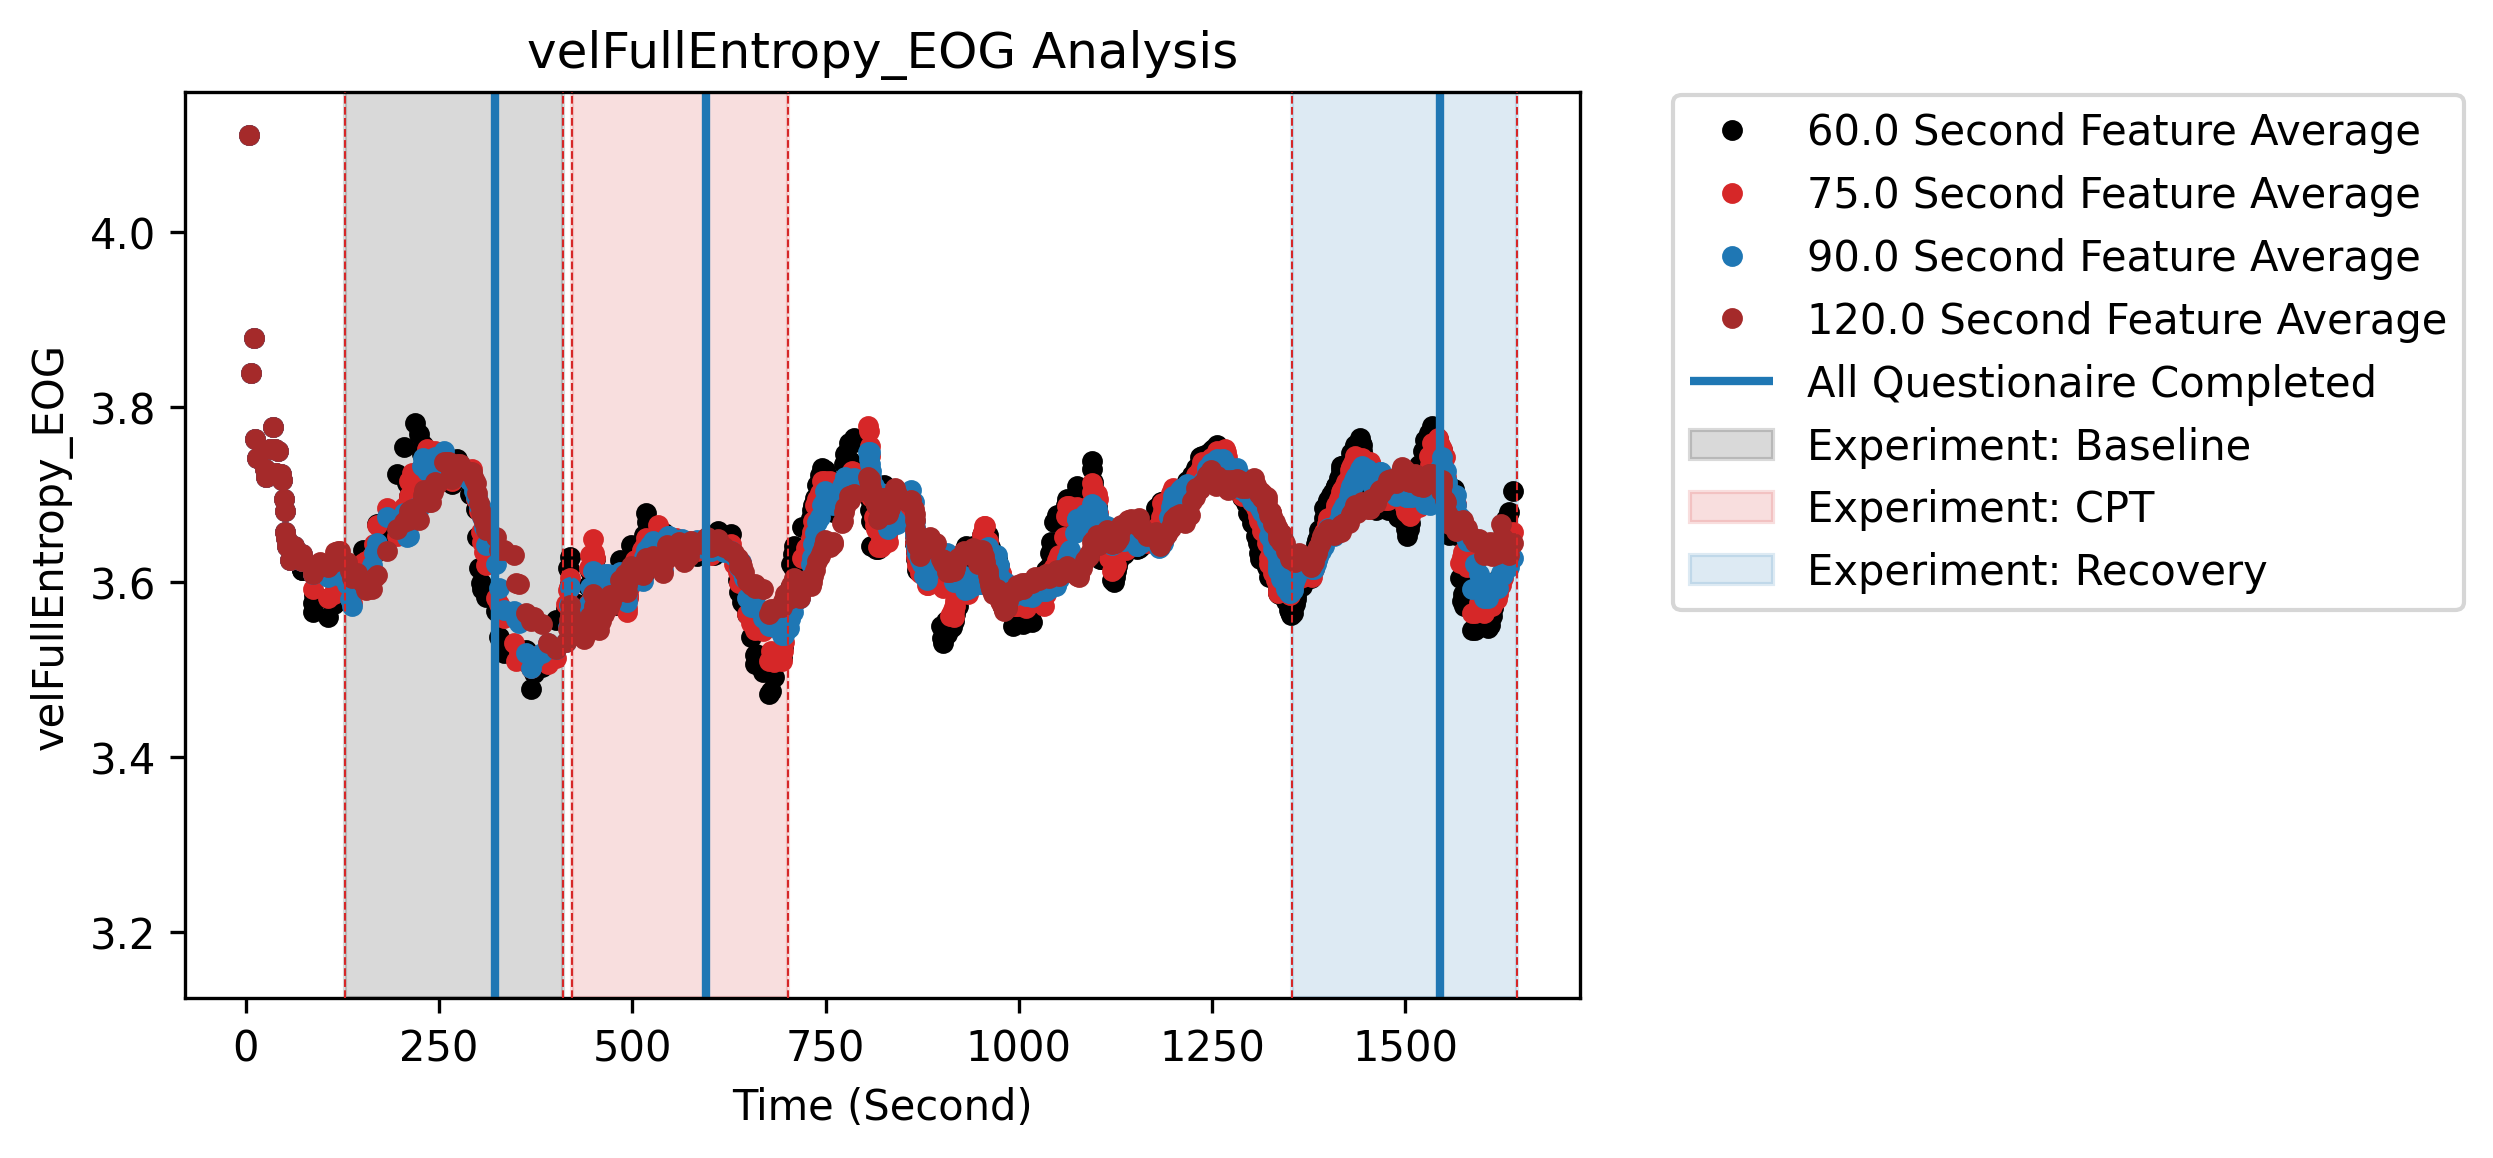 velFullEntropy_EOG Analysis
velFullEntropy_EOG
4.0
3.8
3.6
3.4
3.2
0 250 500 750 1000 1250 1500
Time (Second)
60.0 Second Feature Average
75.0 Second Feature Average
90.0 Second Feature Average
120.0 Second Feature Average
All Questionaire Completed
Experiment: Baseline
Experiment: CPT
Experiment: Recovery